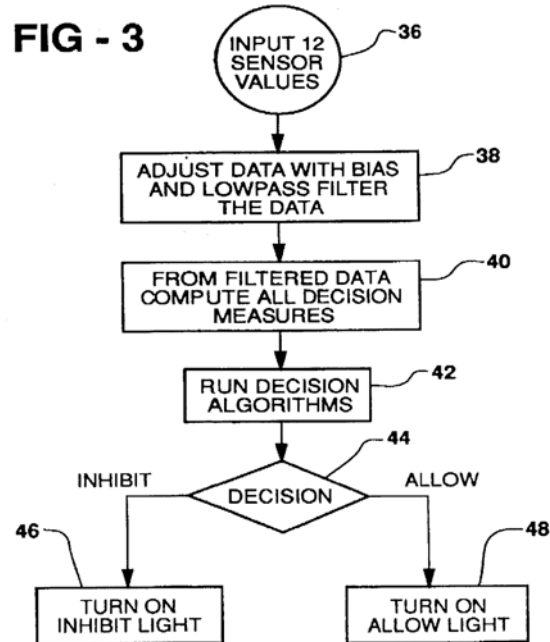 FIG - 3
INPUT 12
SENSOR
VALUES
36
ADJUST DATA WITH BIAS
AND LOWPASS FILTER
THE DATA
38
FROM FILTERED DATA
COMPUTE ALL DECISION
MEASURES
40
RUN DECISION
ALGORITHMS
42
44
INHIBIT
DECISION
ALLOW
46
48
TURN ON
INHIBIT LIGHT
TURN ON
ALLOW LIGHT